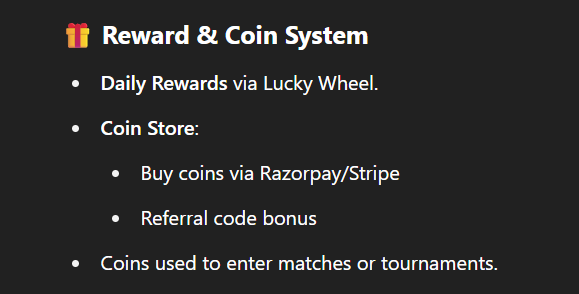 🎁 Reward & Coin System
• Daily Rewards via Lucky Wheel.
• Coin Store:
• Buy coins via Razorpay/Stripe
• Referral code bonus
• Coins used to enter matches or tournaments.